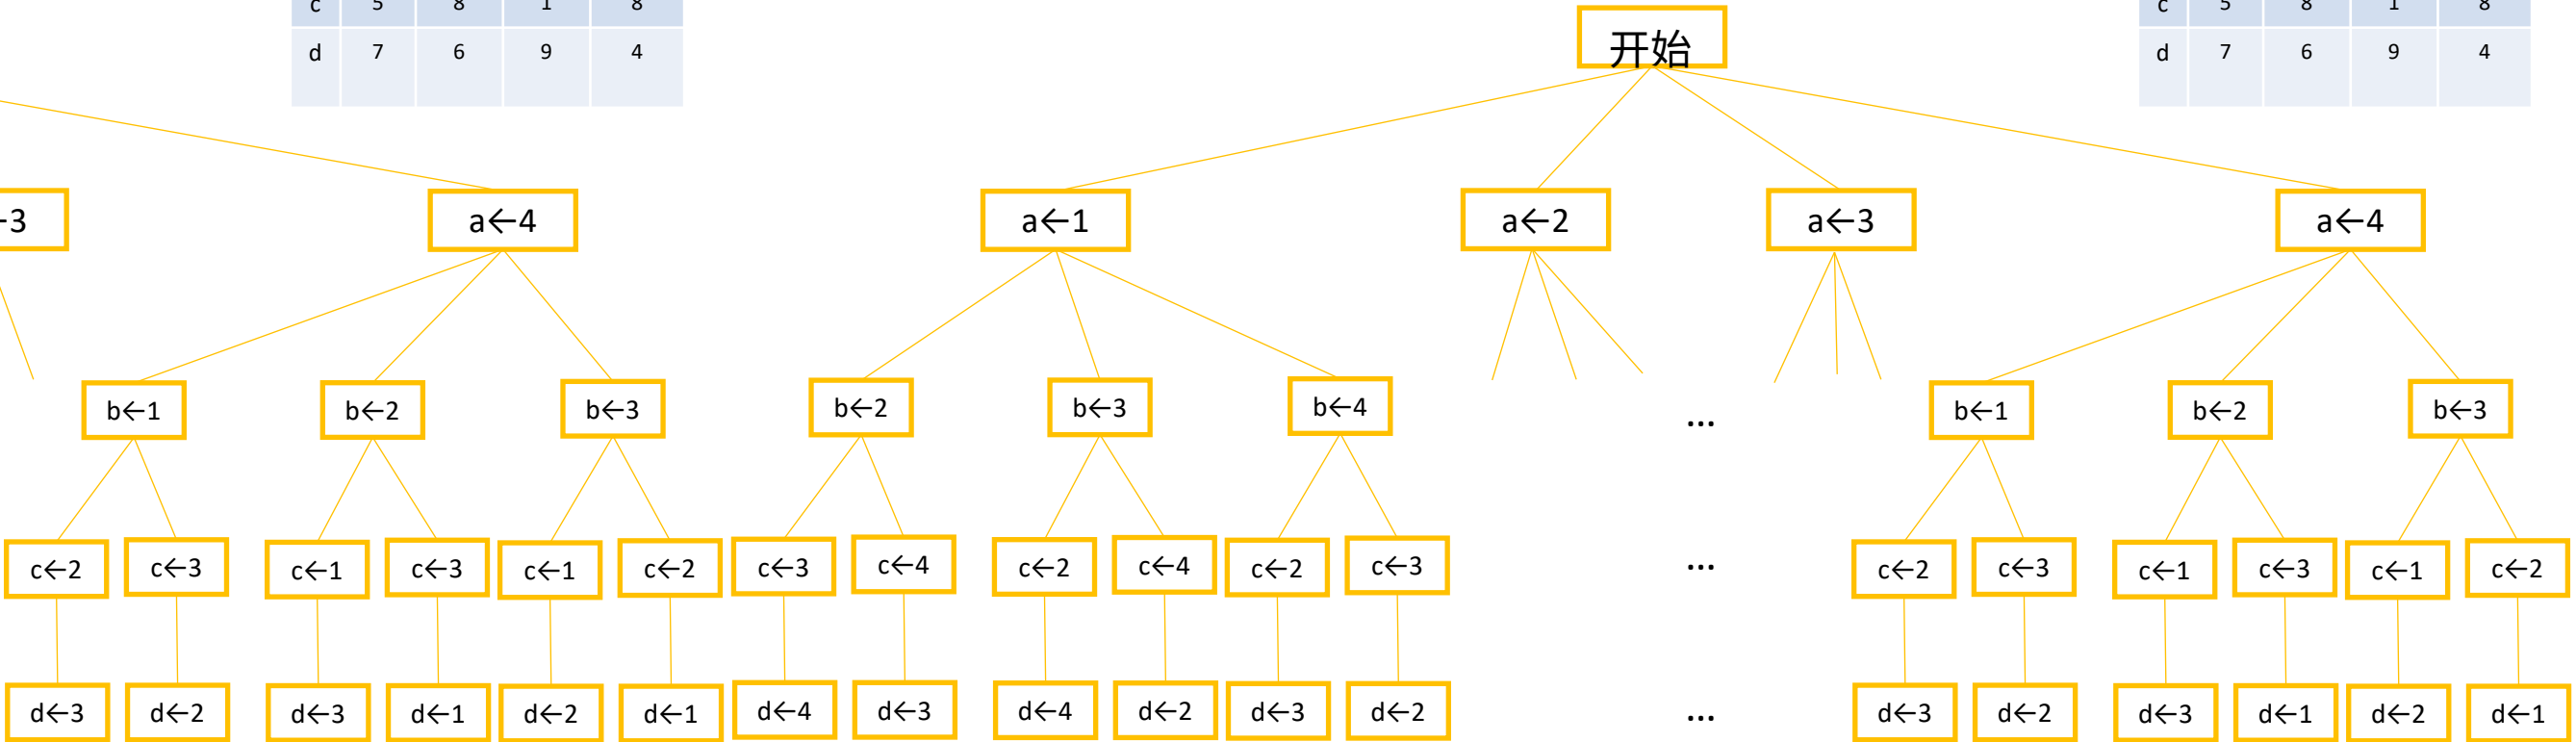 c 5 8 1 8
开始
c 5 8 1 8
d 7 6 9 4
d 7 6 9 4
←3
a←4
a←1
a←2
a←3
a←4
b←1
b←2
b←3
b←2
b←3
b←4
...
b←1
b←2
b←3
c←2
c←3
c←1
c←3
c←1
c←2
c←3
c←4
c←2
c←4
c←2
c←3
...
c←2
c←3
c←1
c←3
c←1
c←2
d←3
d←2
d←3
d←1
d←2
d←1
d←4
d←3
d←4
d←2
d←3
d←2
...
d←3
d←2
d←3
d←1
d←2
d←1